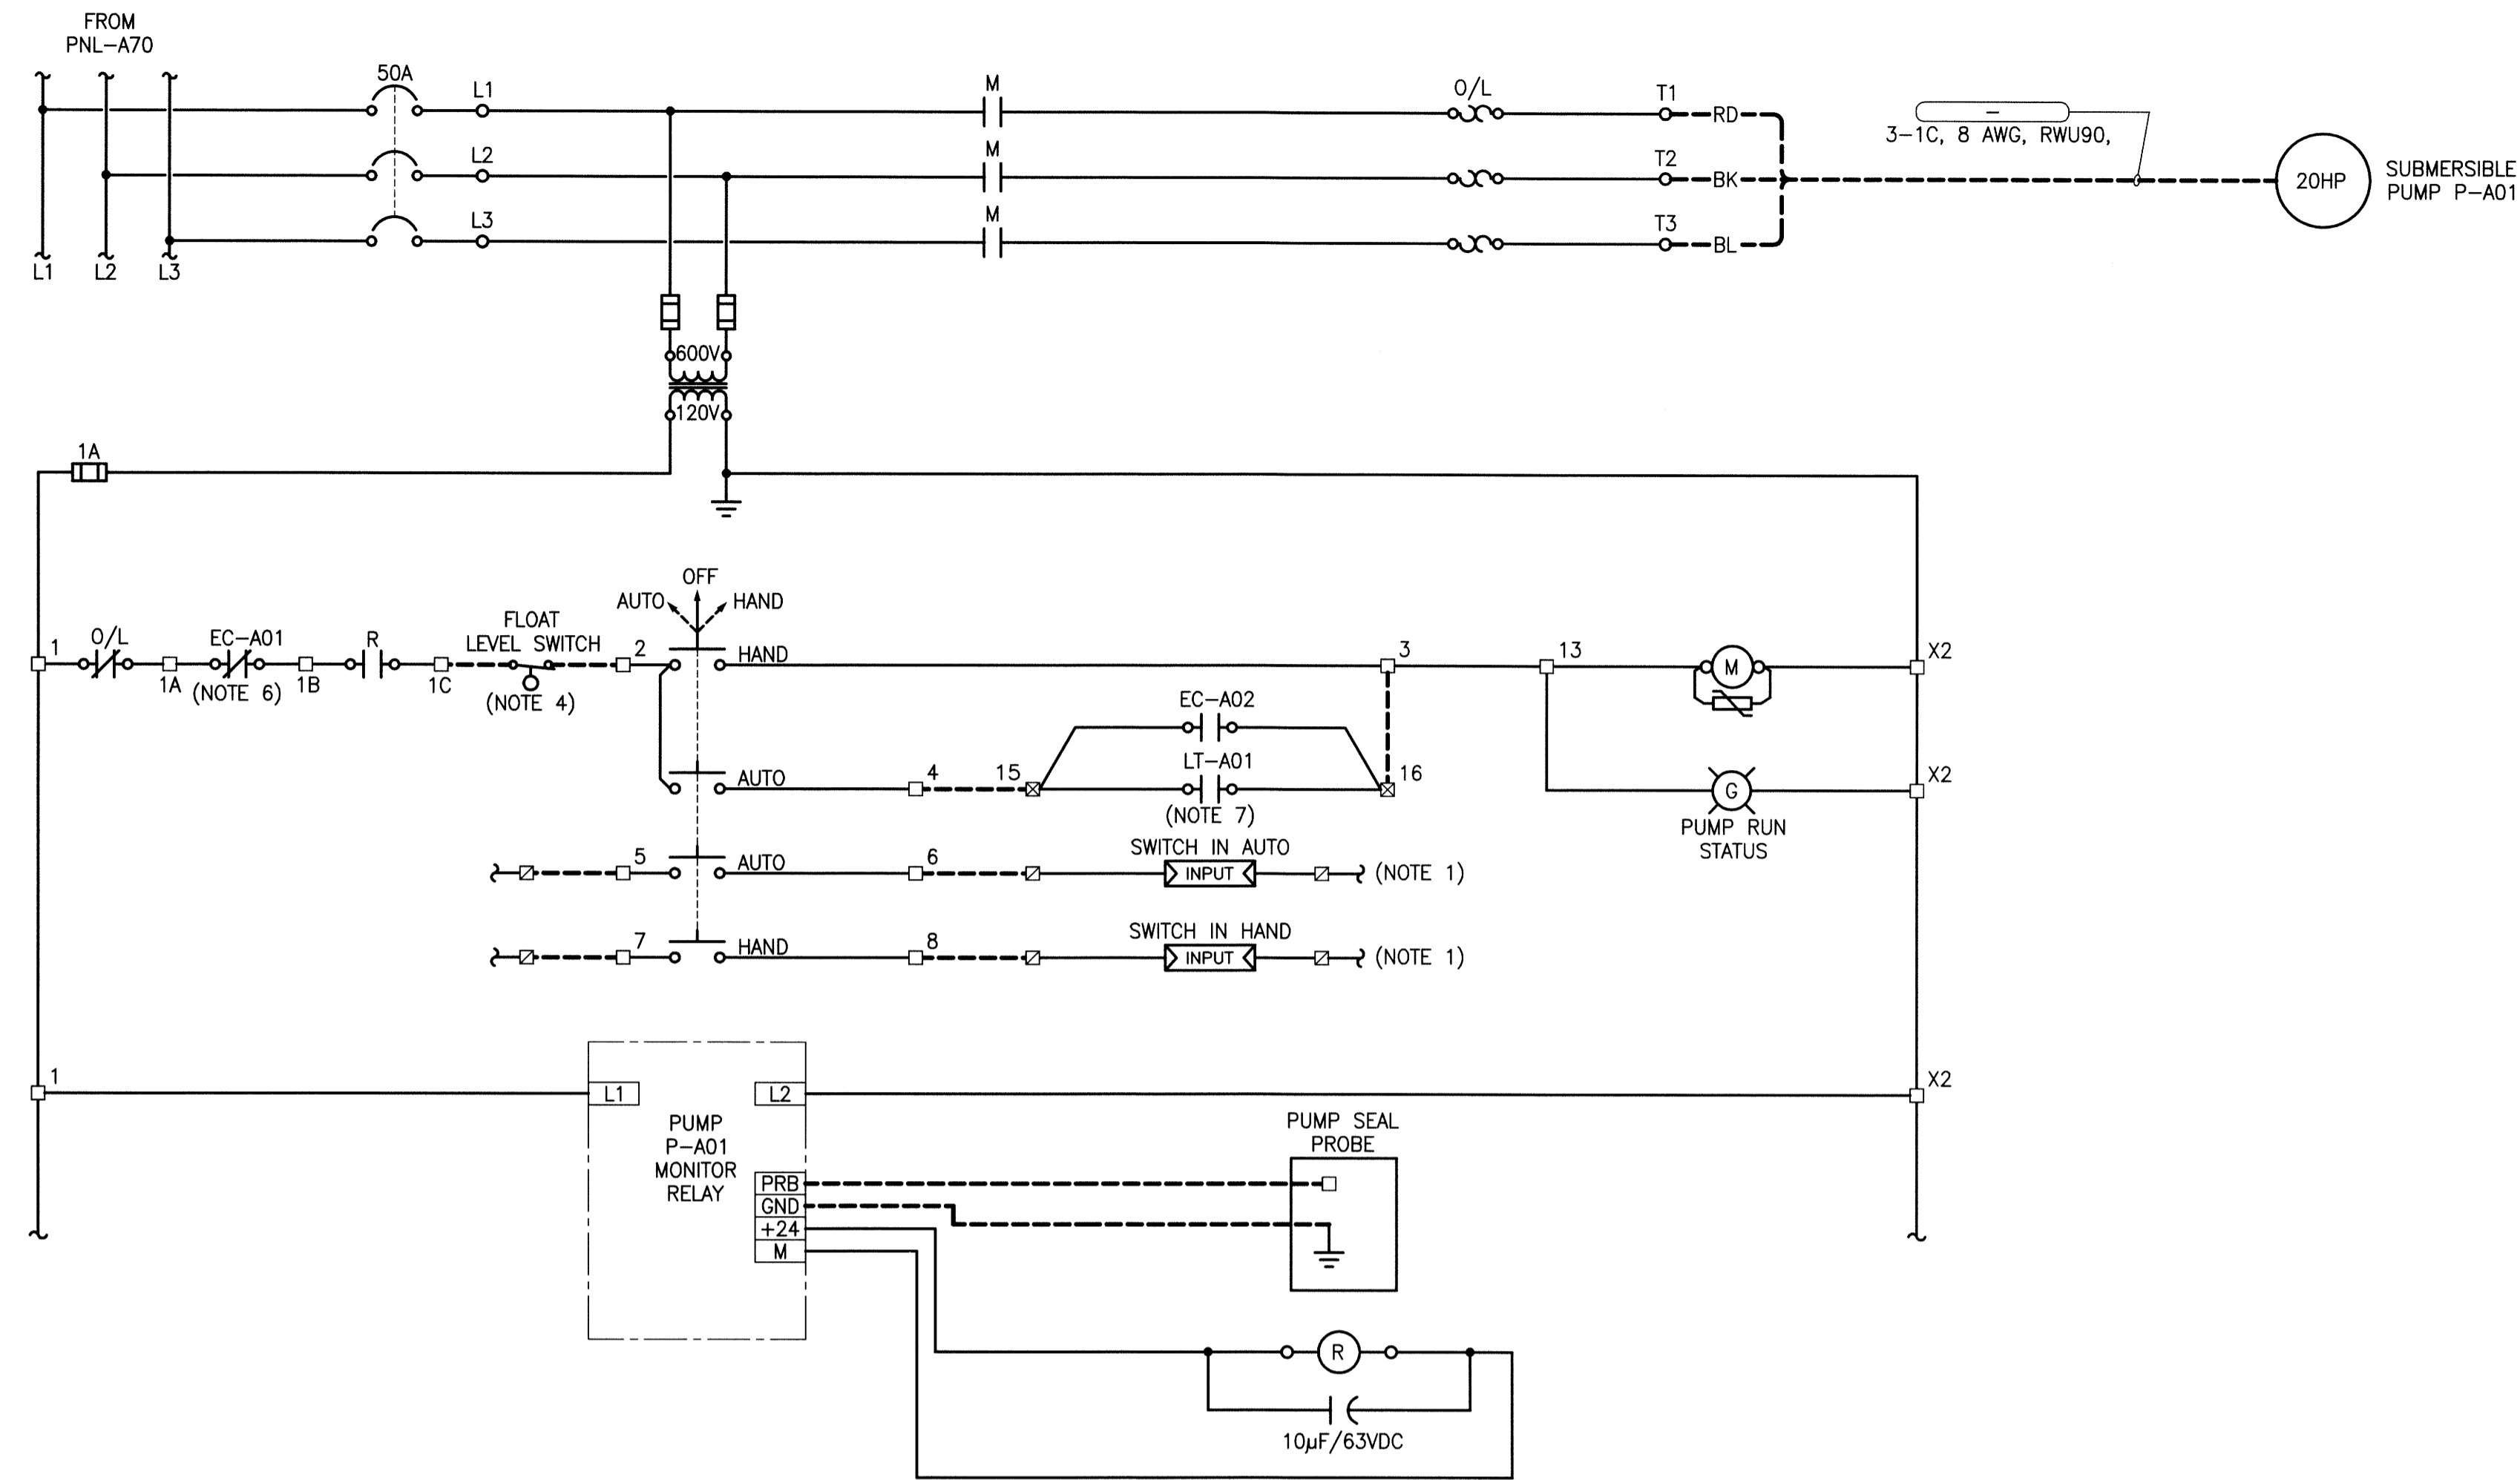 FROM
PNL-A70
50A
L1
M
O/L
T1
RD
3-1C, 8 AWG, RWU90,
L2
M
T2
BK
20HP
SUBMERSIBLE
PUMP P-A01
L3
M
T3
BL
L1
L2
L3
600V
120V
1A
OFF
AUTO
HAND
1
O/L
1A
EC-A01
(NOTE 6)
1B
R
1C
FLOAT
LEVEL SWITCH
(NOTE 4)
2
HAND
3
13
M
X2
EC-A02
AUTO
4
15
LT-A01
(NOTE 7)
16
G
PUMP RUN
STATUS
X2
5
AUTO
6
SWITCH IN AUTO
INPUT
(NOTE 1)
7
HAND
8
SWITCH IN HAND
INPUT
(NOTE 1)
1
L1
L2
X2
PUMP
P-A01
MONITOR
RELAY
PRB
GND
+24
M
PUMP SEAL
PROBE
R
10µF/63VDC